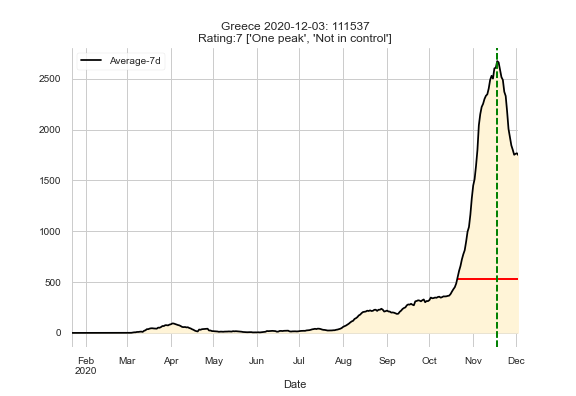 Greece 2020-12-03: 111537
Rating:7 ['One peak', 'Not in control']
Average-7d
2500
2000
1500
1000
500
0
Feb Mar Apr May Jun Jul Aug Sep Oct Nov Dec
2020
Date